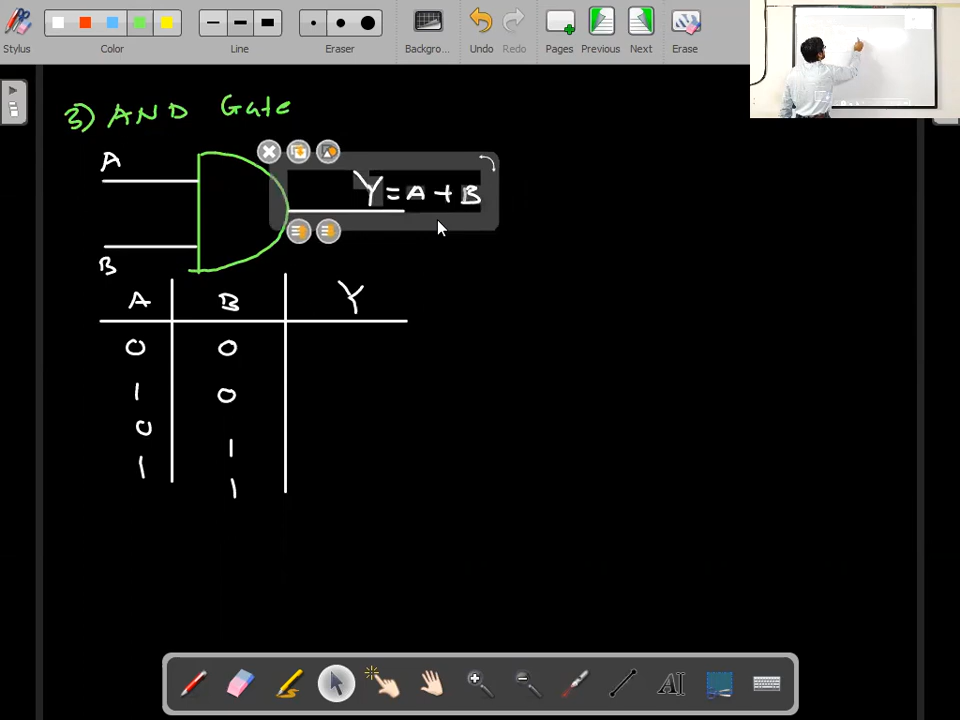 Stylus Color Line Eraser Backgro... Undo Redo Pages Previous Next Erase
3) AND Gate
A
Y = A + B
B
A B Y
0 0
1 0
0 1
1 1